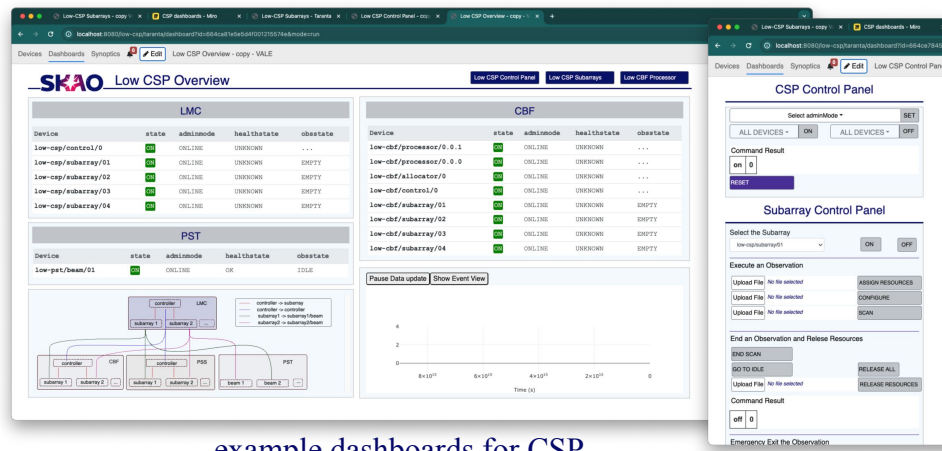 Low-CSP Subarrays - copy
CSP dashboards - Miro
Low-CSP Subarrays - Taranta
Low CSP Control Panel - cop
Low CSP Overview - copy -
localhost:8080/low-csp/taranta/dashboard?id=664ca81e5e5d4f001215574e&mode=run
Devices Dashboards Synoptics Edit Low CSP Overview - copy - VALE
SKAO Low CSP Overview
Low CSP Control Panel Low CSP Subarrays Low CBF Processor
LMC
Device state adminmode healthstate obsstate
low-csp/control/0 ON ONLINE UNKNOWN ...
low-csp/subarray/01 ON ONLINE UNKNOWN EMPTY
low-csp/subarray/02 ON ONLINE UNKNOWN EMPTY
low-csp/subarray/03 ON ONLINE UNKNOWN EMPTY
low-csp/subarray/04 ON ONLINE UNKNOWN EMPTY
PST
Device state adminmode healthstate obsstate
low-pst/beam/01 ON ONLINE OK IDLE
controller LMC
subarray 1 subarray 2 ...
controller -> subarray
controller -> controller
subarray1 -> subarray1/beam
subarray2 -> subarray2/beam
controller CBF
subarray 1 subarray 2 ...
controller PSS
subarray 1 subarray 2 ...
PST
beam 1 beam 2 ...
CBF
Device state adminmode healthstate obsstate
low-cbf/processor/0.0.1 ON ONLINE UNKNOWN ...
low-cbf/processor/0.0.0 ON ONLINE UNKNOWN ...
low-cbf/allocator/0 ON ONLINE UNKNOWN ...
low-cbf/control/0 ON ONLINE UNKNOWN ...
low-cbf/subarray/01 ON ONLINE UNKNOWN EMPTY
low-cbf/subarray/02 ON ONLINE UNKNOWN EMPTY
low-cbf/subarray/03 ON ONLINE UNKNOWN EMPTY
low-cbf/subarray/04 ON ONLINE UNKNOWN EMPTY
Pause Data update Show Event View
4
2
0
6×10¹⁵ 4×10¹⁵ 2×10¹⁵ 0
Time (s)
Low-CSP Subarrays - copy
CSP dashboards - Miro
localhost:8080/low-csp/taranta/dashboard?id=664ce7845
Devices Dashboards Synoptics Edit Low CSP Control Pan
CSP Control Panel
Select adminMode SET
ALL DEVICES ON ALL DEVICES OFF
Command Result
on 0
RESET
Subarray Control Panel
Select the Subarray
low-csp/subarray/01 ON OFF
Execute an Observation
Upload File No file selected ASSIGN RESOURCES
Upload File No file selected CONFIGURE
Upload File No file selected SCAN
End an Observation and Relese Resources
END SCAN
GO TO IDLE RELEASE ALL
Upload File No file selected RELEASE RESOURCES
Command Result
off 0
Emergency Exit the Observation
example dashboards for CSP